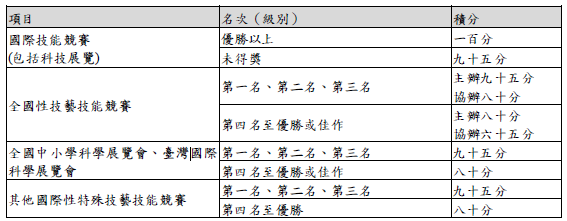 項目 名次（級別） 積分
國際技能競賽 優勝以上 一百分
(包括科技展覽) 未得獎 九十五分
全國性技藝技能競賽 第一名、第二名、第三名 主辦九十五分
協辦八十分
第四名至優勝或佳作 主辦八十分
協辦六十五分
全國中小學科學展覽會、臺灣國際 第一名、第二名、第三名 九十五分
科學展覽會 第四名至優勝或佳作 八十分
其他國際性特殊技藝技能競賽 第一名、第二名、第三名 九十五分
第四名至優勝 八十分